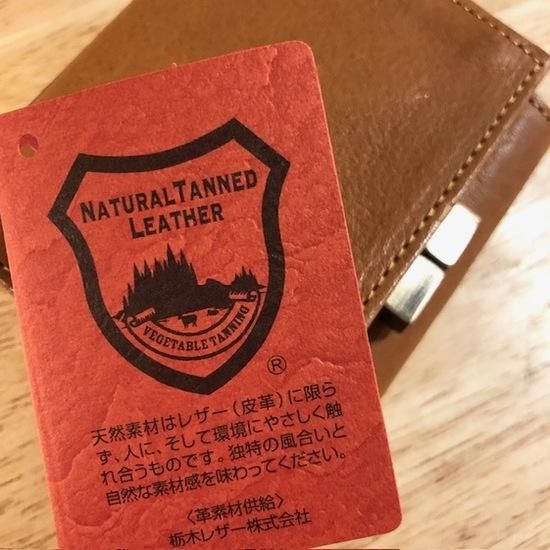 NATURALTANNED
LEATHER
VEGETABLE TANNING
®
天然素材はレザー(皮革)に限ら
ず、人に、そして環境にやさしく触
れ合うものです。独特の風合いと
自然な素材感を味わってください。
〈革素材供給〉
栃木レザー株式会社